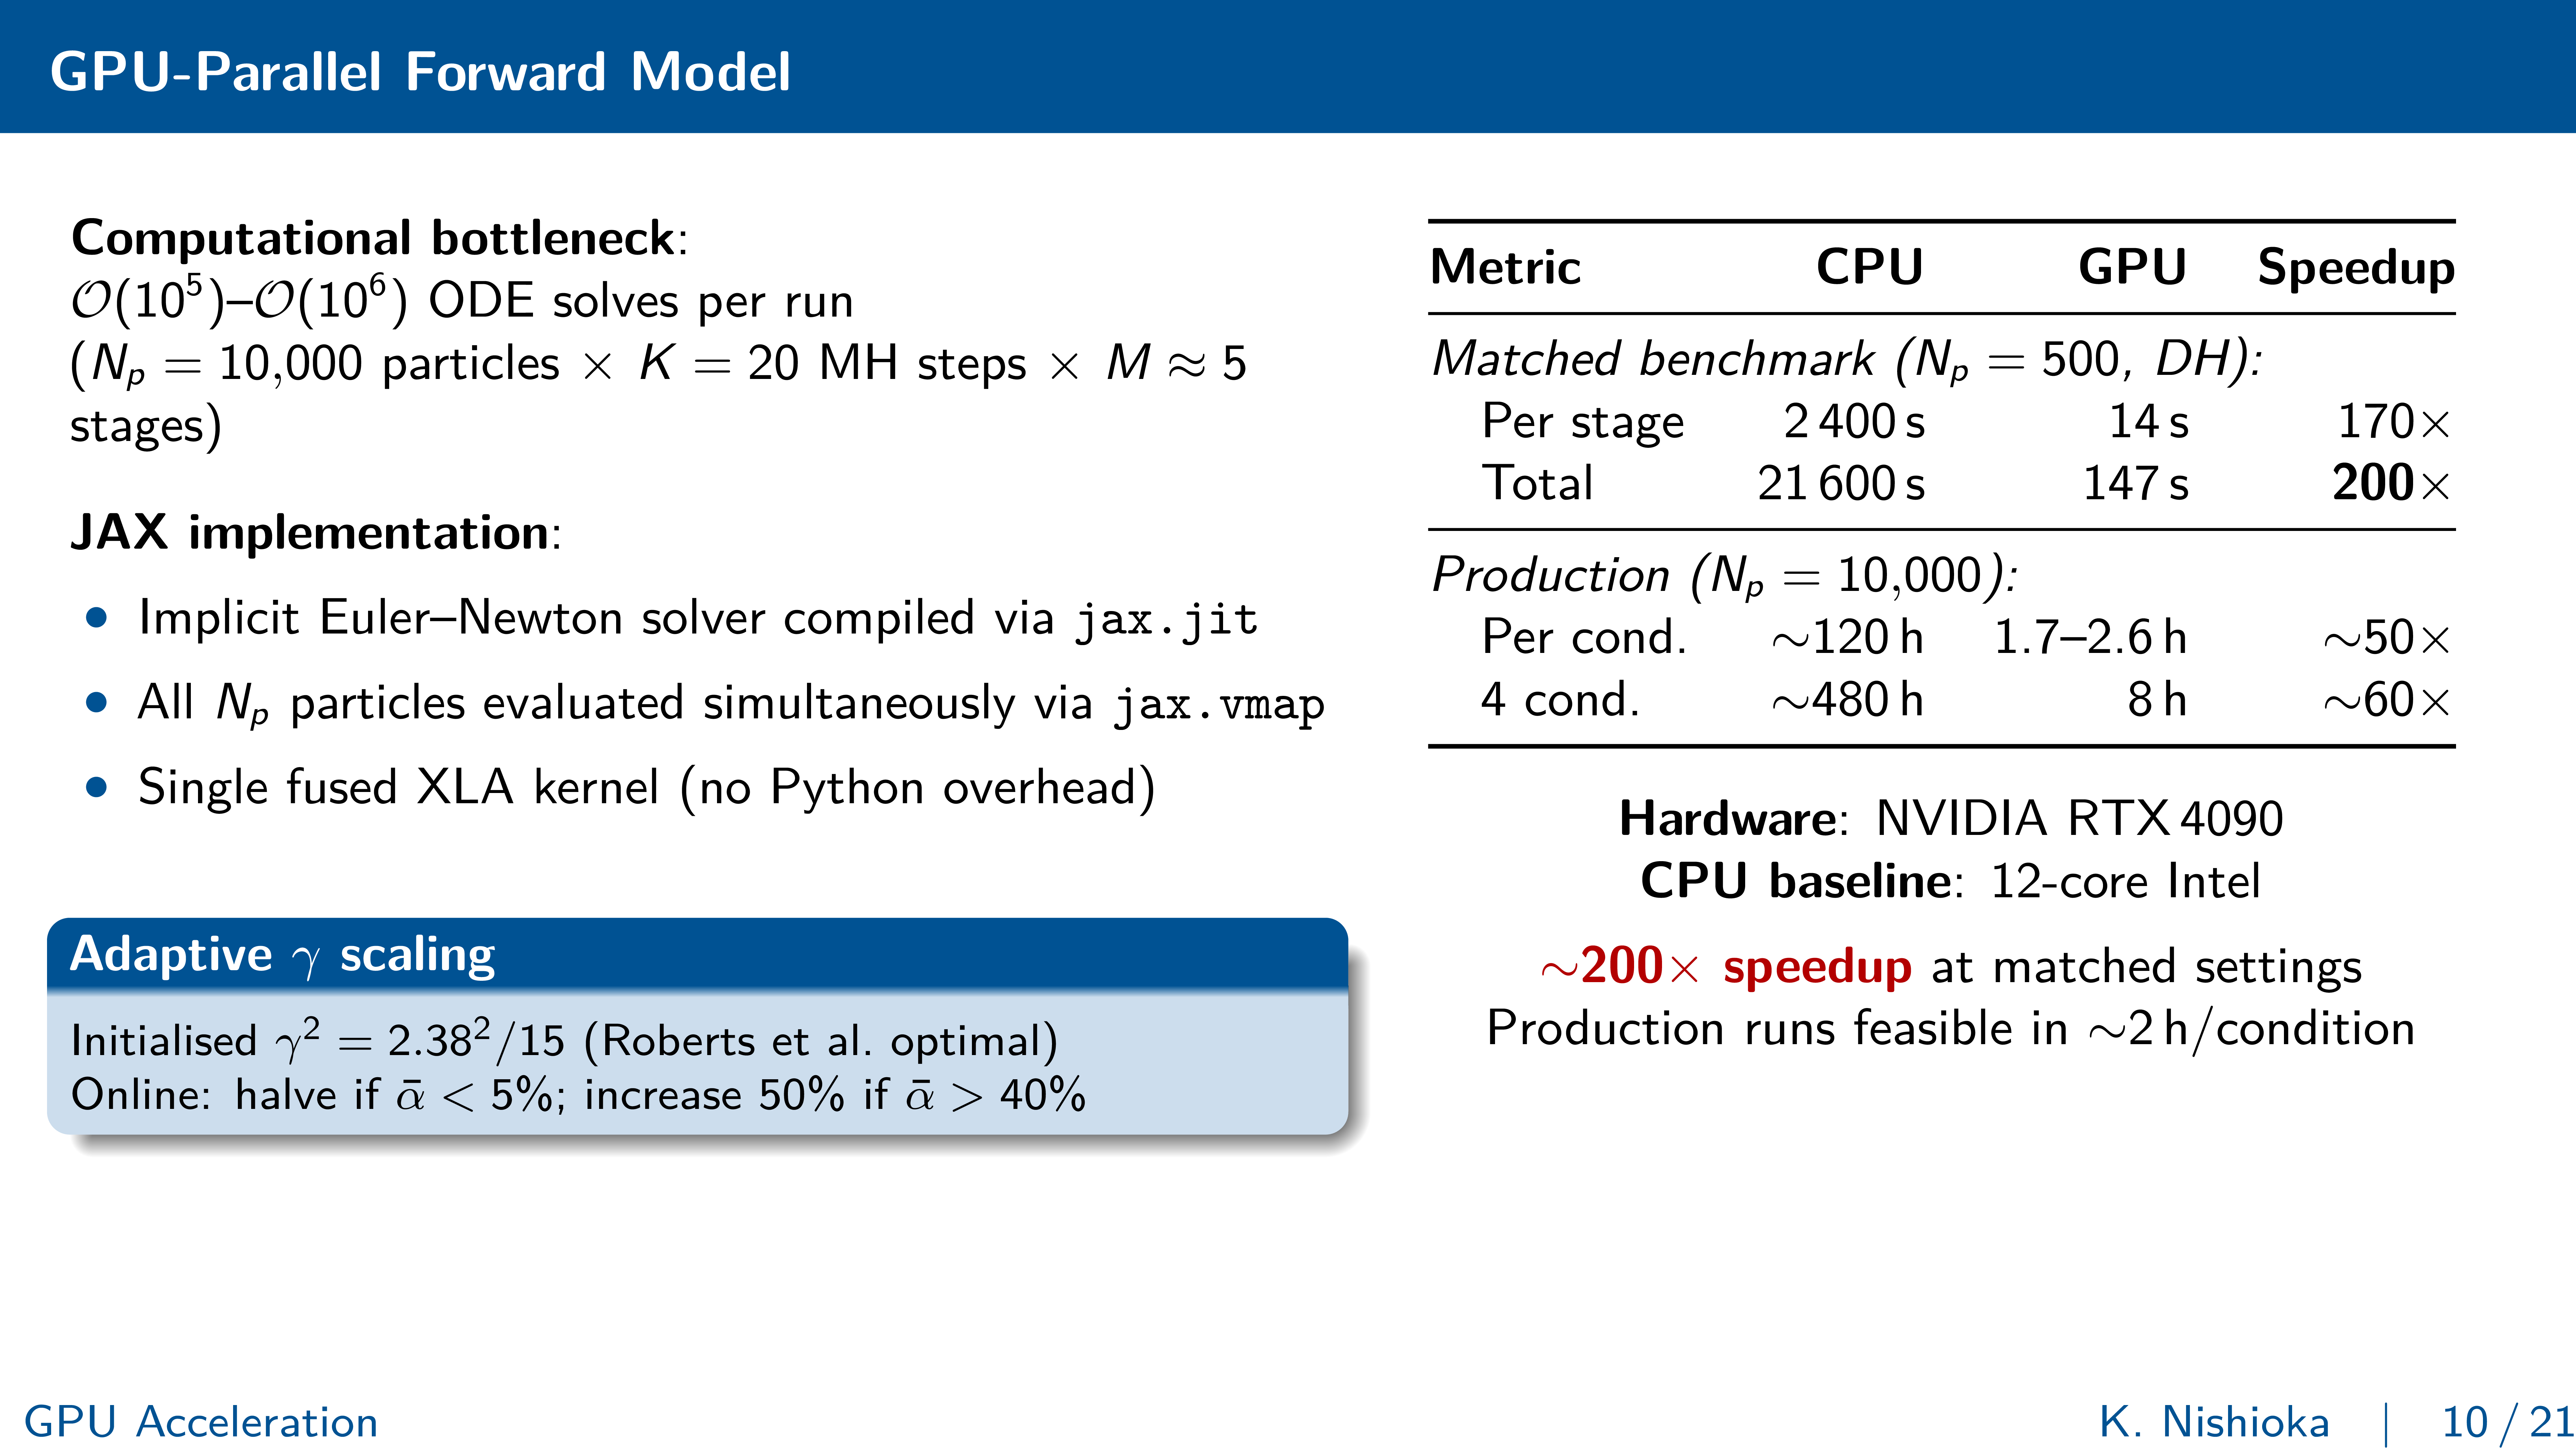 GPU-Parallel Forward Model
Computational bottleneck:
𝒪(10⁵)–𝒪(10⁶) ODE solves per run
(Nₚ = 10,000 particles × K = 20 MH steps × M ≈ 5
stages)
JAX implementation:
• Implicit Euler–Newton solver compiled via jax.jit
• All Nₚ particles evaluated simultaneously via jax.vmap
• Single fused XLA kernel (no Python overhead)
Adaptive γ scaling
Initialised γ² = 2.38²/15 (Roberts et al. optimal)
Online: halve if ᾱ < 5%; increase 50% if ᾱ > 40%
Metric CPU GPU Speedup
Matched benchmark (Nₚ = 500, DH):
Per stage 2 400 s 14 s 170×
Total 21 600 s 147 s 200×
Production (Nₚ = 10,000):
Per cond. ~120 h 1.7–2.6 h ~50×
4 cond. ~480 h 8 h ~60×
Hardware: NVIDIA RTX 4090
CPU baseline: 12-core Intel
~200× speedup at matched settings
Production runs feasible in ~2 h/condition
GPU Acceleration
K. Nishioka | 10 / 21